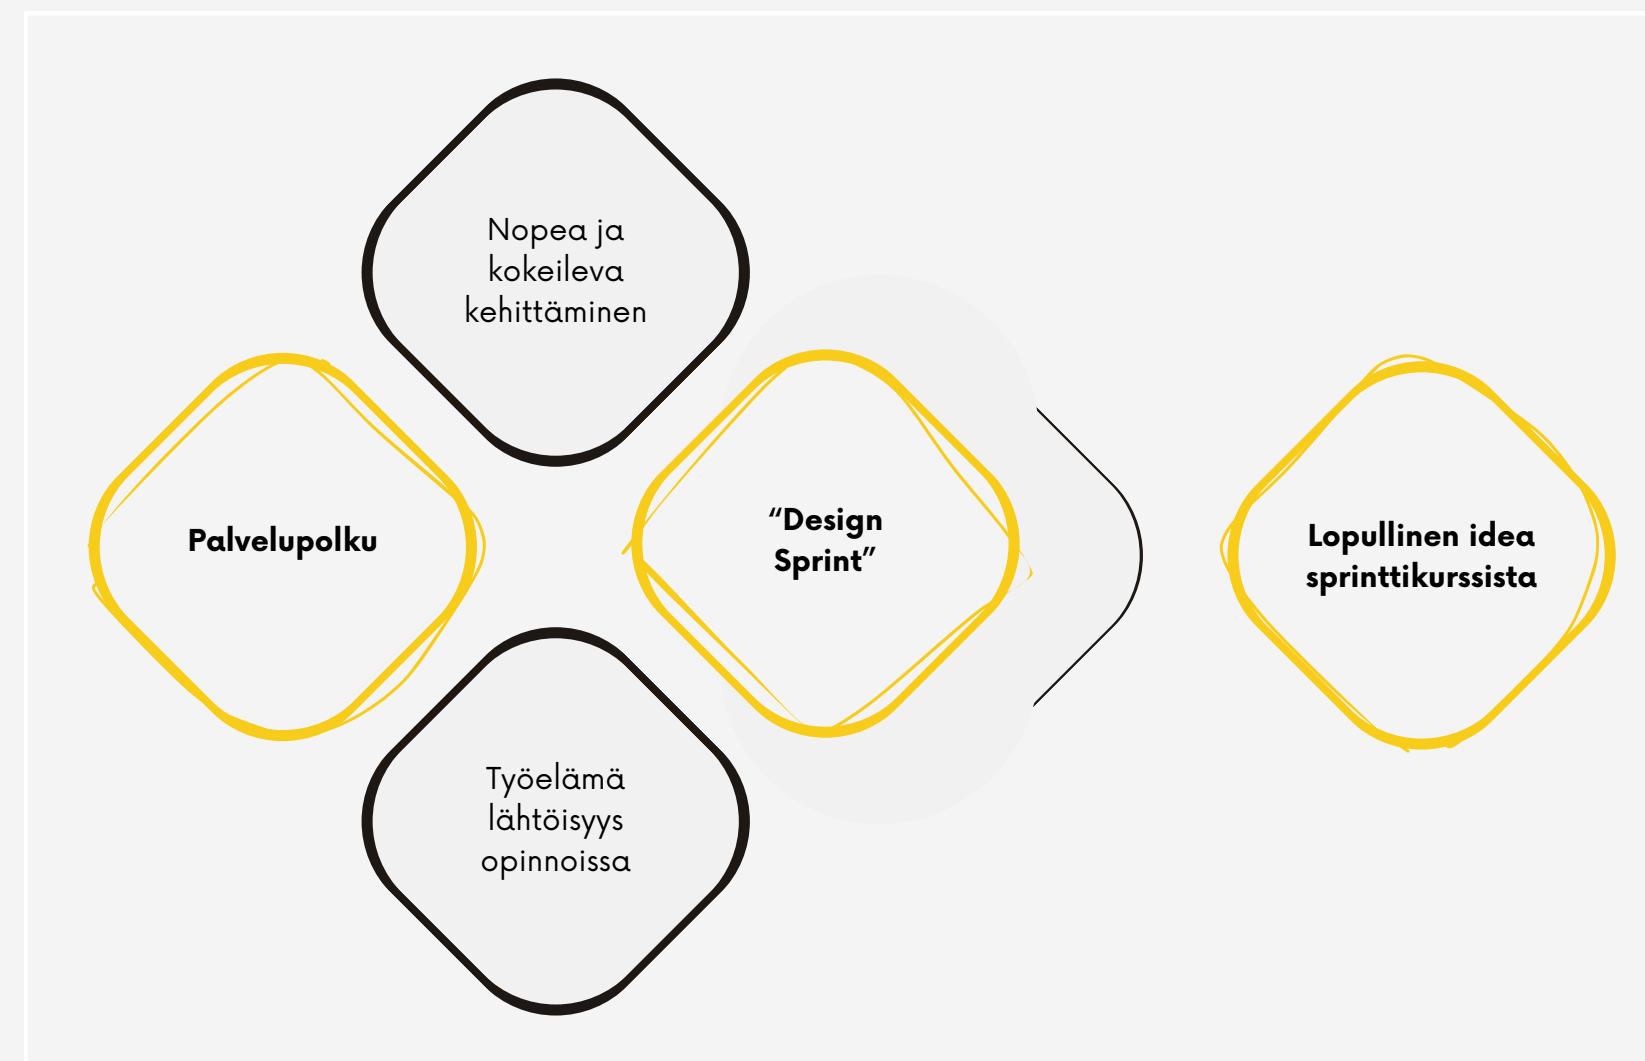 Nopea ja
kokeileva
kehittäminen
Palvelupolku
“Design
Sprint”
Lopullinen idea
sprinttikurssista
Työelämä
lähtöisyys
opinnoissa